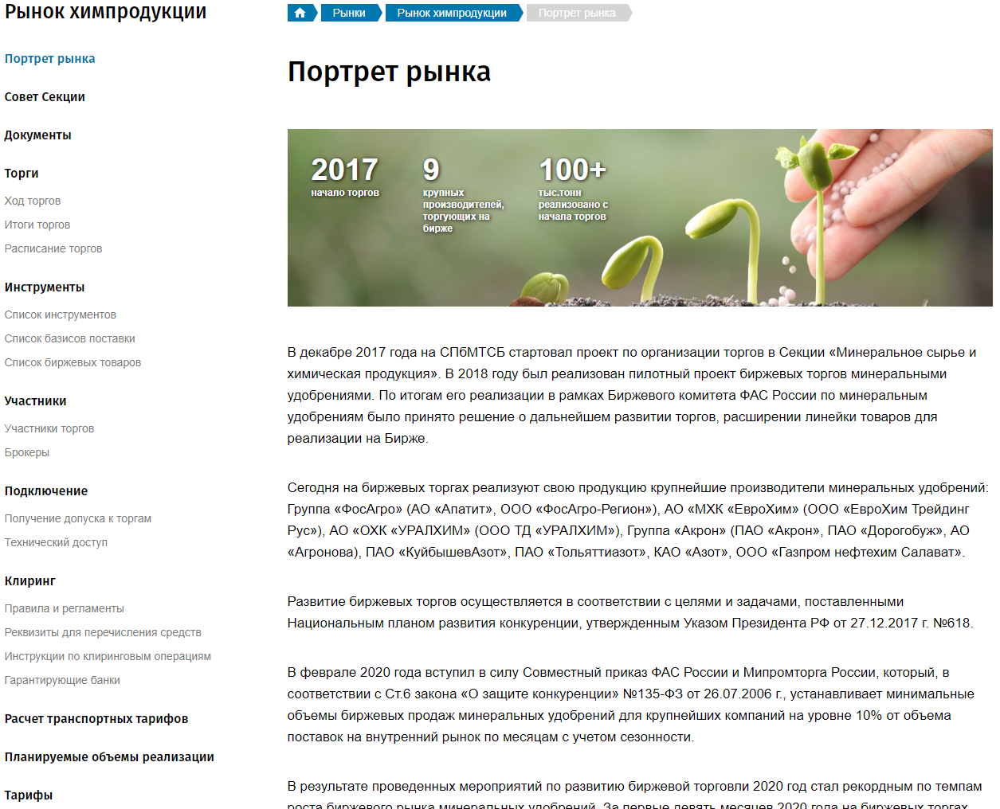 Рынок химпродукции
Портрет рынка
Совет Секции
Документы
Торги
Ход торгов
Итоги торгов
Расписание торгов
Инструменты
Список инструментов
Список базисов поставки
Список биржевых товаров
Участники
Участники торгов
Брокеры
Подключение
Получение допуска к торгам
Технический доступ
Клиринг
Правила и регламенты
Реквизиты для перечисления средств
Инструкции по клиринговым операциям
Гарантирующие банки
Расчет транспортных тарифов
Планируемые объемы реализации
Тарифы
Рынки Рынок химпродукции Портрет рынка
Портрет рынка
2017
начало торгов
9
крупных
производителей,
торгующих на
бирже
100+
тыс.тонн
реализовано с
начала торгов
В декабре 2017 года на СПбМТСБ стартовал проект по организации торгов в Секции «Минеральное сырье и
химическая продукция». В 2018 году был реализован пилотный проект биржевых торгов минеральными
удобрениями. По итогам его реализации в рамках Биржевого комитета ФАС России по минеральным
удобрениям было принято решение о дальнейшем развитии торгов, расширении линейки товаров для
реализации на Бирже.
Сегодня на биржевых торгах реализуют свою продукцию крупнейшие производители минеральных удобрений:
Группа «ФосАгро» (АО «Апатит», ООО «ФосАгро-Регион»), АО «МХК «ЕвроХим» (ООО «ЕвроХим Трейдинг
Рус»), АО «ОХК «УРАЛХИМ» (ООО ТД «УРАЛХИМ»), Группа «Акрон» (ПАО «Акрон», ПАО «Дорогобуж», АО
«Агронова), ПАО «КуйбышевАзот», ПАО «Тольяттиазот», КАО «Азот», ООО «Газпром нефтехим Салават».
Развитие биржевых торгов осуществляется в соответствии с целями и задачами, поставленными
Национальным планом развития конкуренции, утвержденным Указом Президента РФ от 27.12.2017 г. №618.
В феврале 2020 года вступил в силу Совместный приказ ФАС России и Мипромторга России, который, в
соответствии с Ст.6 закона «О защите конкуренции» №135-ФЗ от 26.07.2006 г., устанавливает минимальные
объемы биржевых продаж минеральных удобрений для крупнейших компаний на уровне 10% от объема
поставок на внутренний рынок по месяцам с учетом сезонности.
В результате проведенных мероприятий по развитию биржевой торговли 2020 год стал рекордным по темпам
роста биржевого рынка минеральных удобрений. За первые девять месяцев 2020 года на биржевых торгах